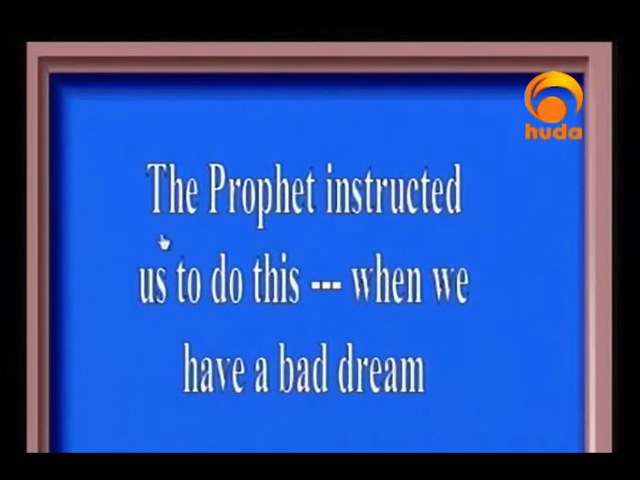 huda
The Prophet instructed
us to do this --- when we
have a bad dream